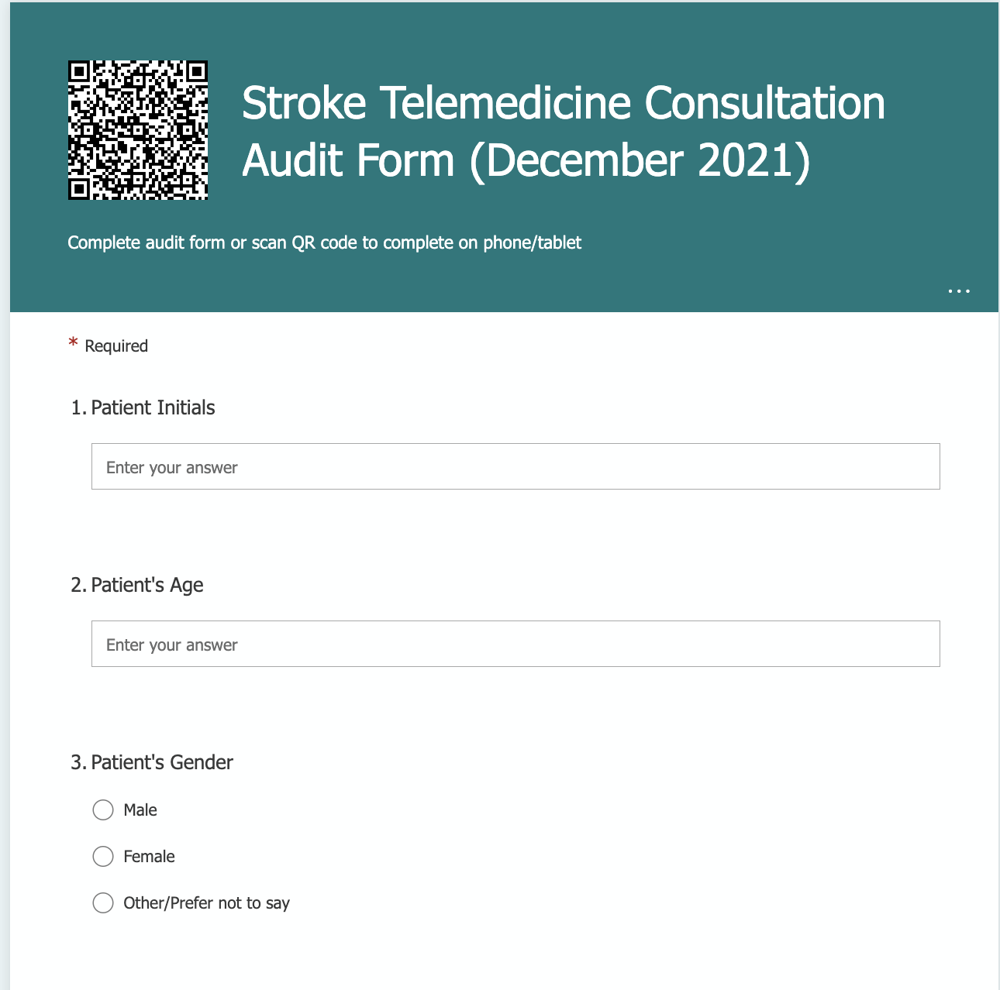 Stroke Telemedicine Consultation
Audit Form (December 2021)
Complete audit form or scan QR code to complete on phone/tablet
...
* Required
1. Patient Initials
Enter your answer
2. Patient's Age
Enter your answer
3. Patient's Gender
Male
Female
Other/Prefer not to say